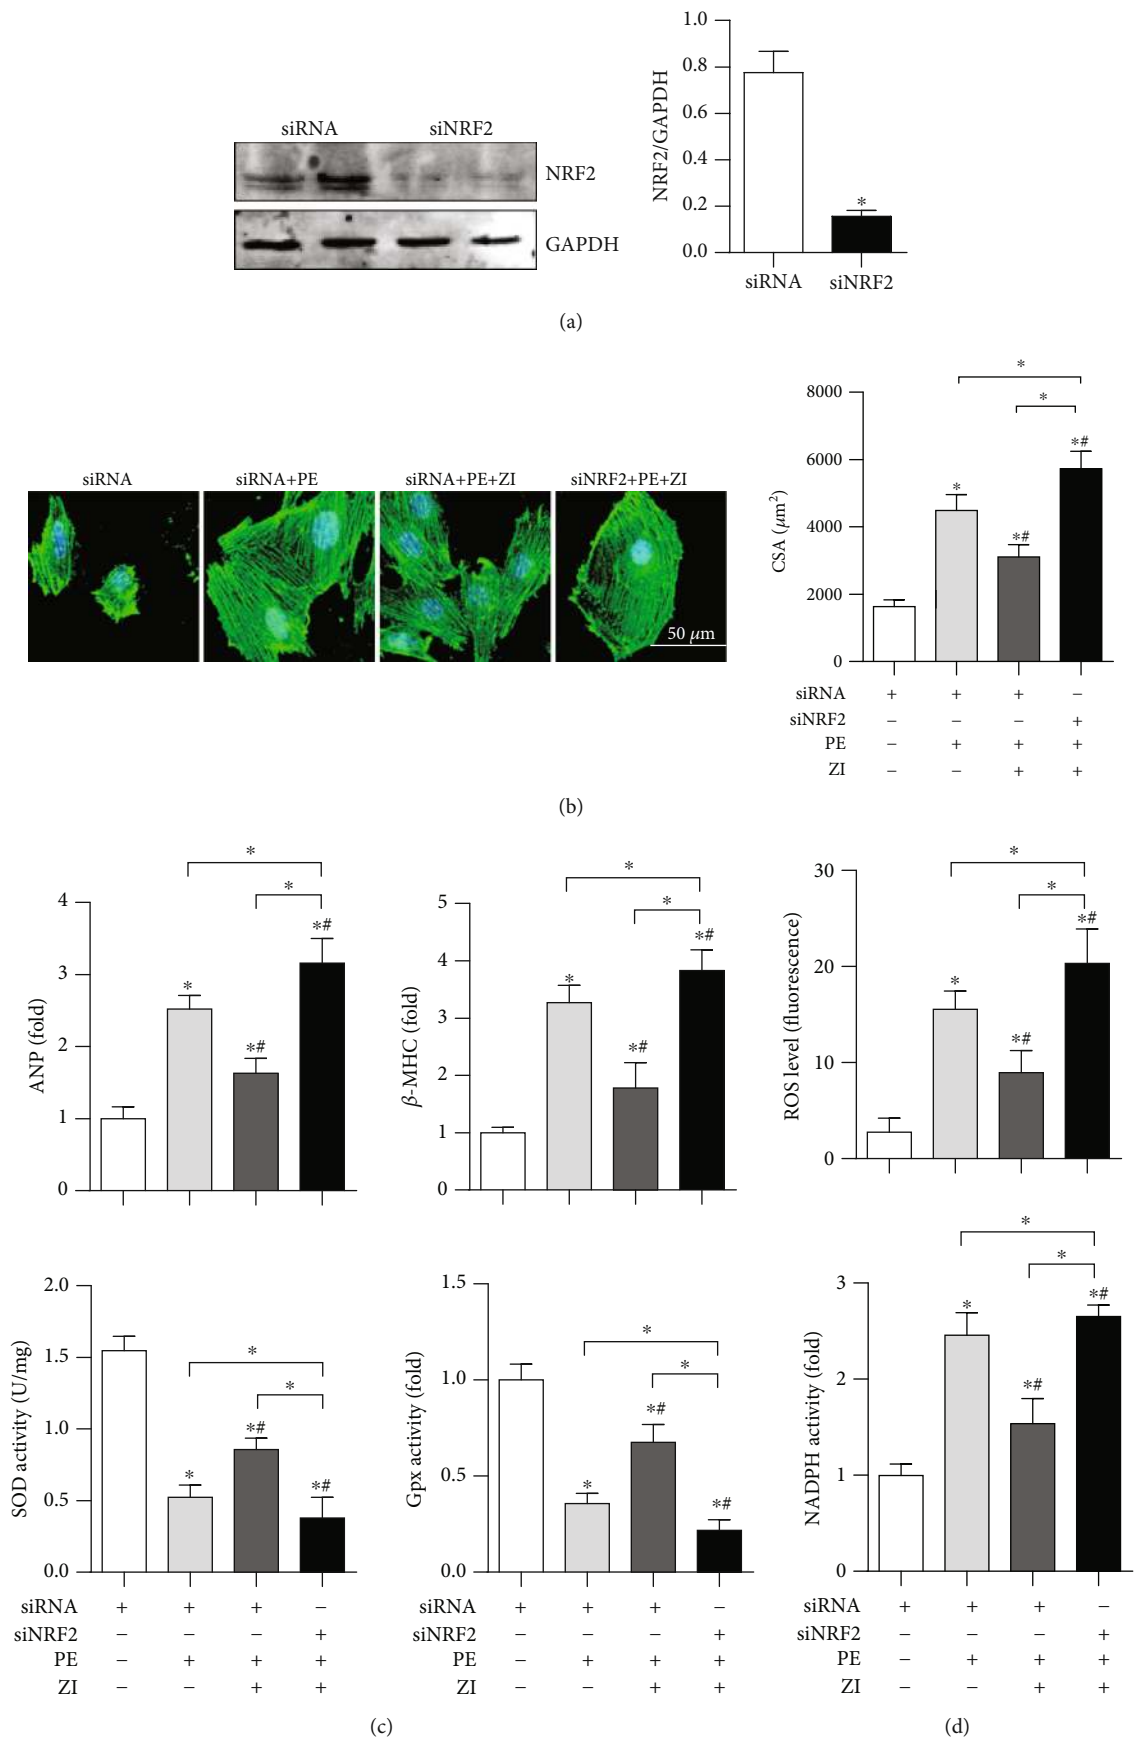 siRNA siNRF2
NRF2
GAPDH
NRF2/GAPDH
1.0
0.8
0.6
0.4
0.2
0.0
*
siRNA siNRF2
(a)
siRNA siRNA+PE siRNA+PE+ZI siNRF2+PE+ZI
50 μm
CSA (μm²)
8000
6000
4000
2000
0
*
*
* *# *#
siRNA + + + −
siNRF2 − − − +
PE − + + +
ZI − − + +
(b)
ANP (fold)
4
3
2
1
0
*
*
* *# *#
β-MHC (fold)
5
4
3
2
1
0
*
*
* *# *#
ROS level (fluorescence)
30
20
10
0
*
*
* *# *#
SOD activity (U/mg)
2.0
1.5
1.0
0.5
0.0
*
*
* *# *#
siRNA + + + −
siNRF2 − − − +
PE − + + +
ZI − − + +
Gpx activity (fold)
1.5
1.0
0.5
0.0
*
*
* *# *#
siRNA + + + −
siNRF2 − − − +
PE − + + +
ZI − − + +
(c)
NADPH activity (fold)
3
2
1
0
*
*
* *# *#
siRNA + + + −
siNRF2 − − − +
PE − + + +
ZI − − + +
(d)